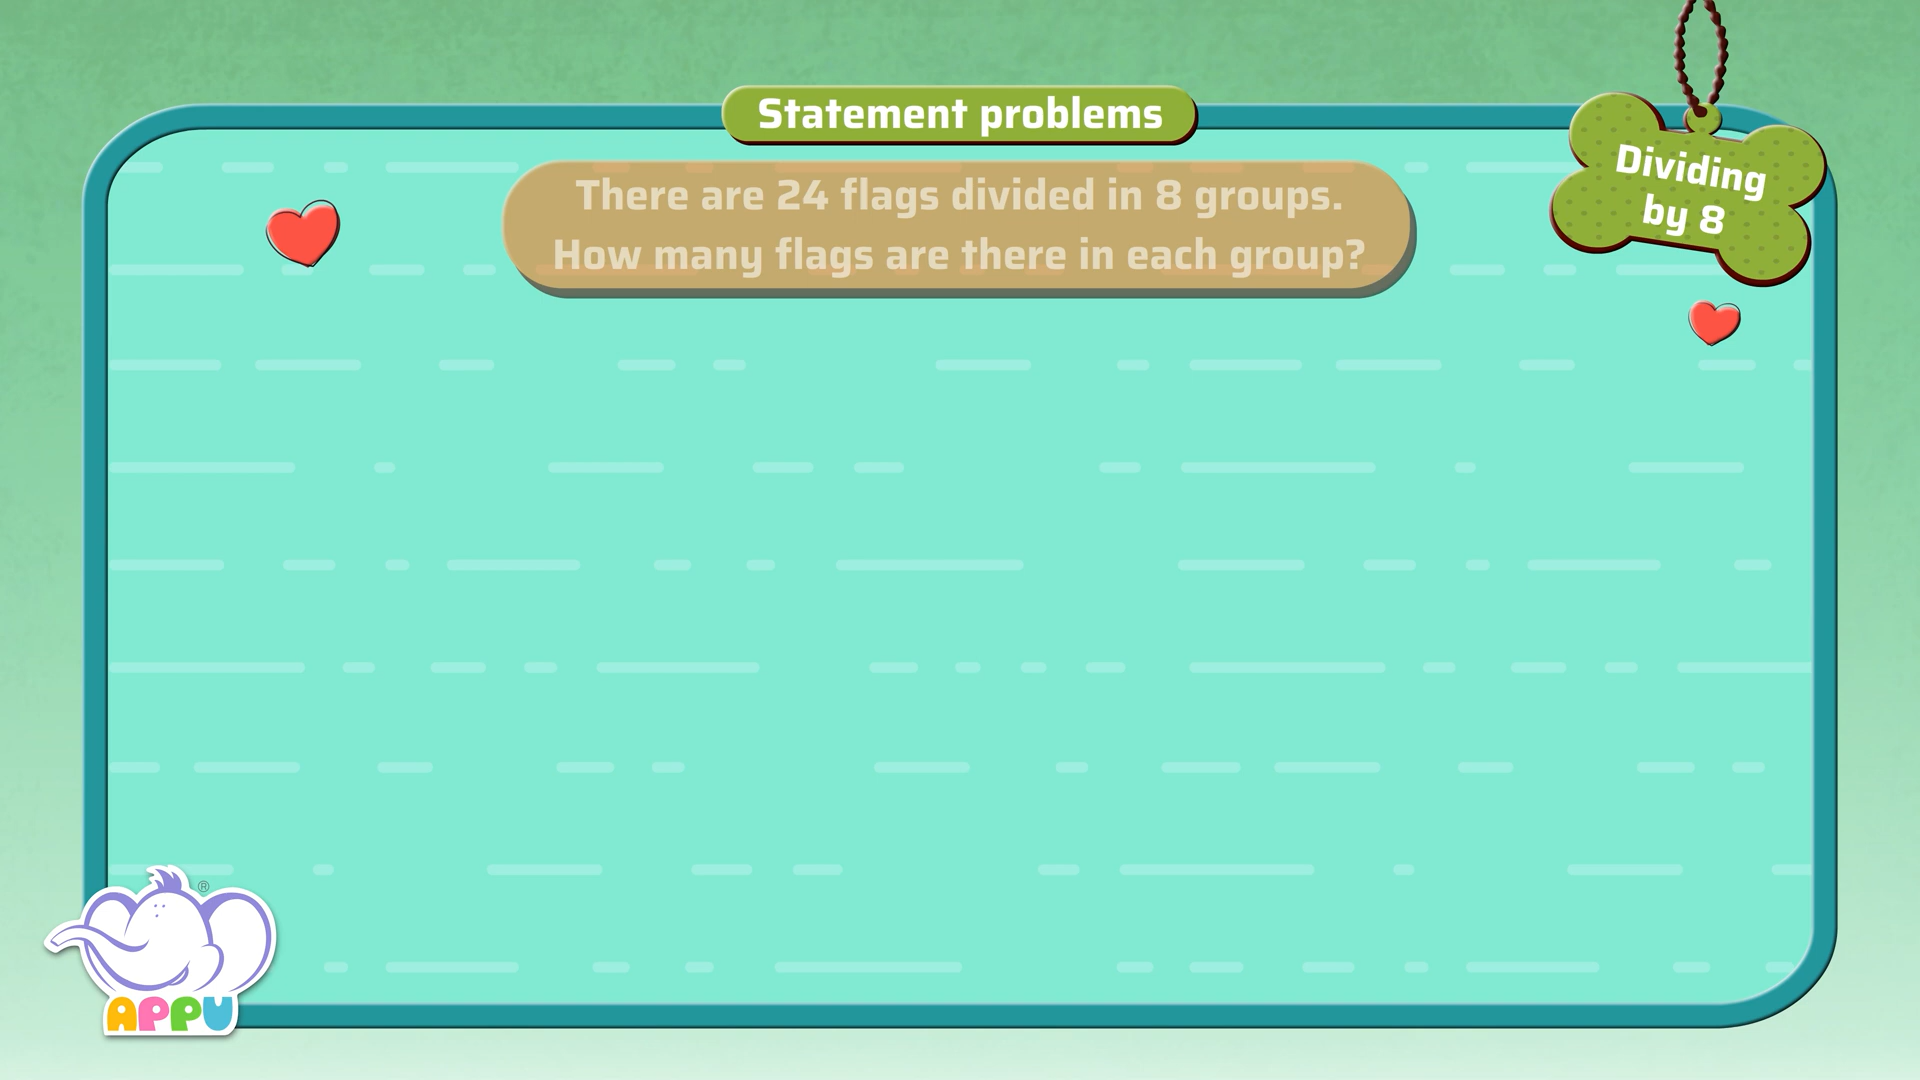 Statement problems
There are 24 flags divided in 8 groups.
How many flags are there in each group?
Dividing
by 8
®
APPU